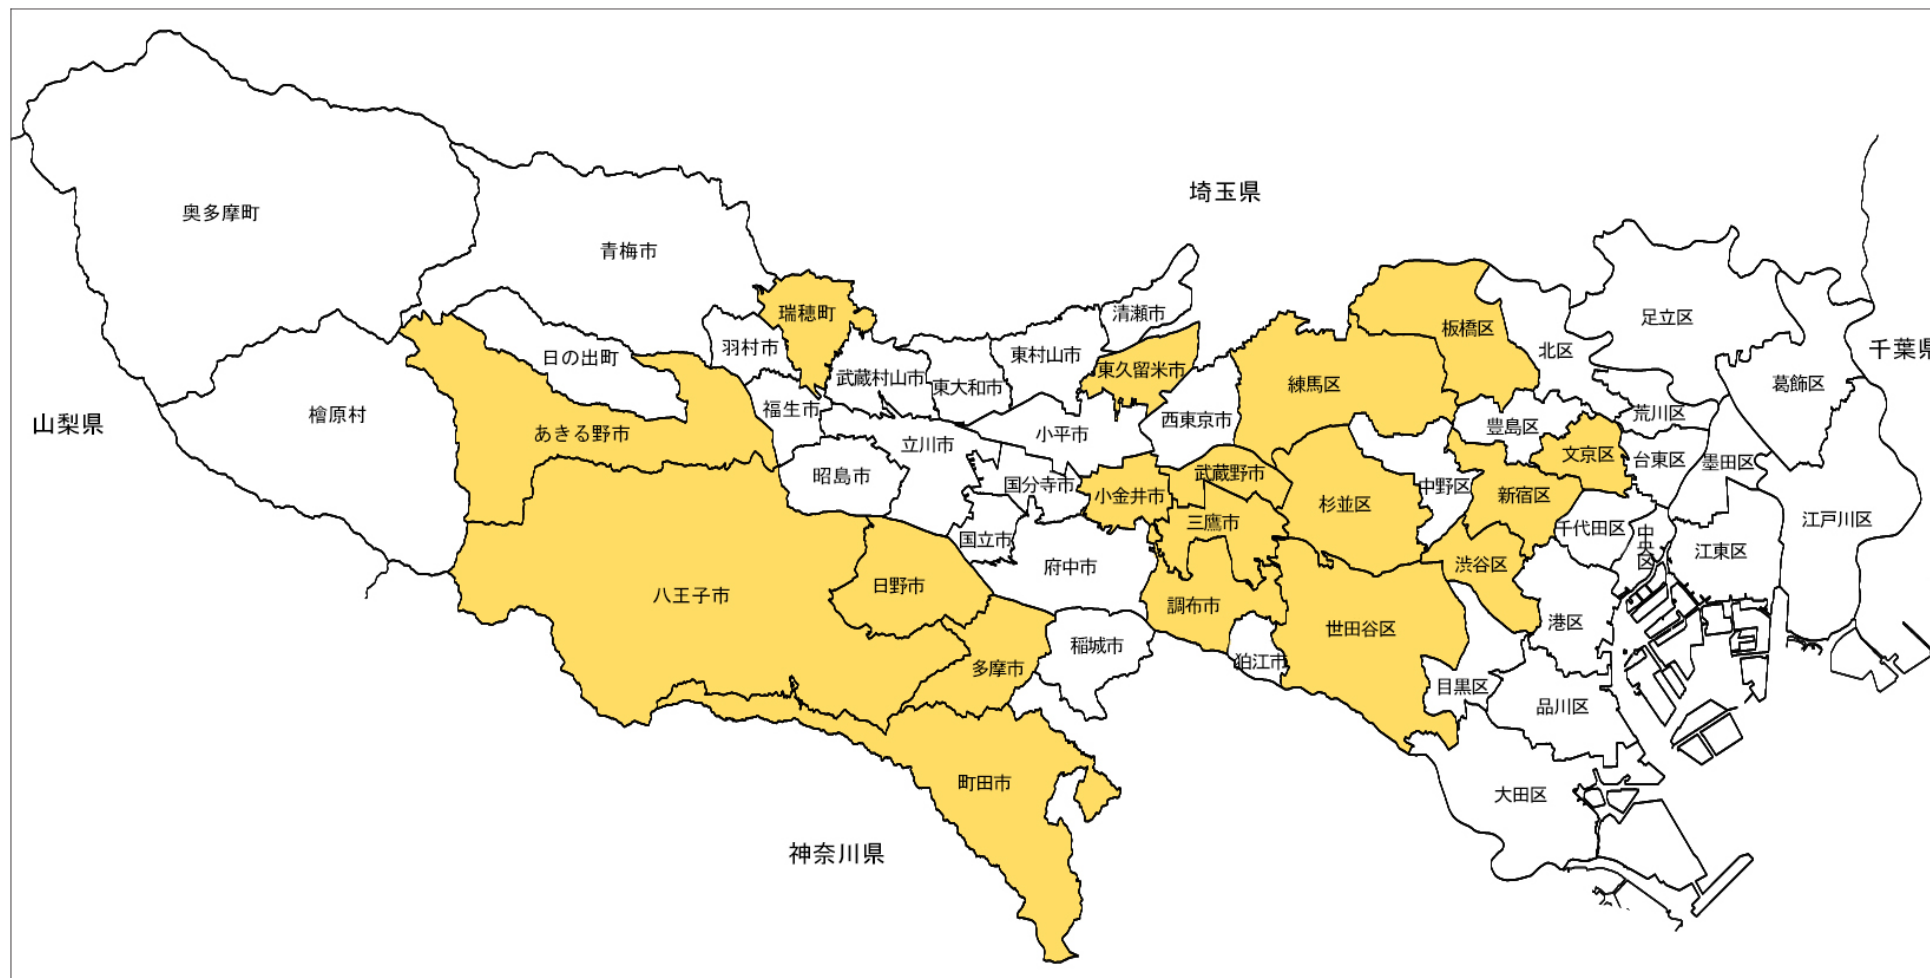 埼玉県
奥多摩町
青梅市
瑞穂町
清瀬市
足立区
板橋区
北区
千葉県
羽村市
日の出町
東村山市
東久留米市
武蔵村山市
東大和市
練馬区
葛飾区
山梨県
檜原村
福生市
あきる野市
立川市
小平市
西東京市
豊島区
荒川区
文京区
台東区
墨田区
昭島市
国分寺市
小金井市
武蔵野市
杉並区
中野区
新宿区
三鷹市
千代田区
中央区
江戸川区
江東区
国立市
府中市
渋谷区
八王子市
日野市
調布市
世田谷区
港区
稲城市
多摩市
狛江市
目黒区
品川区
町田市
大田区
神奈川県